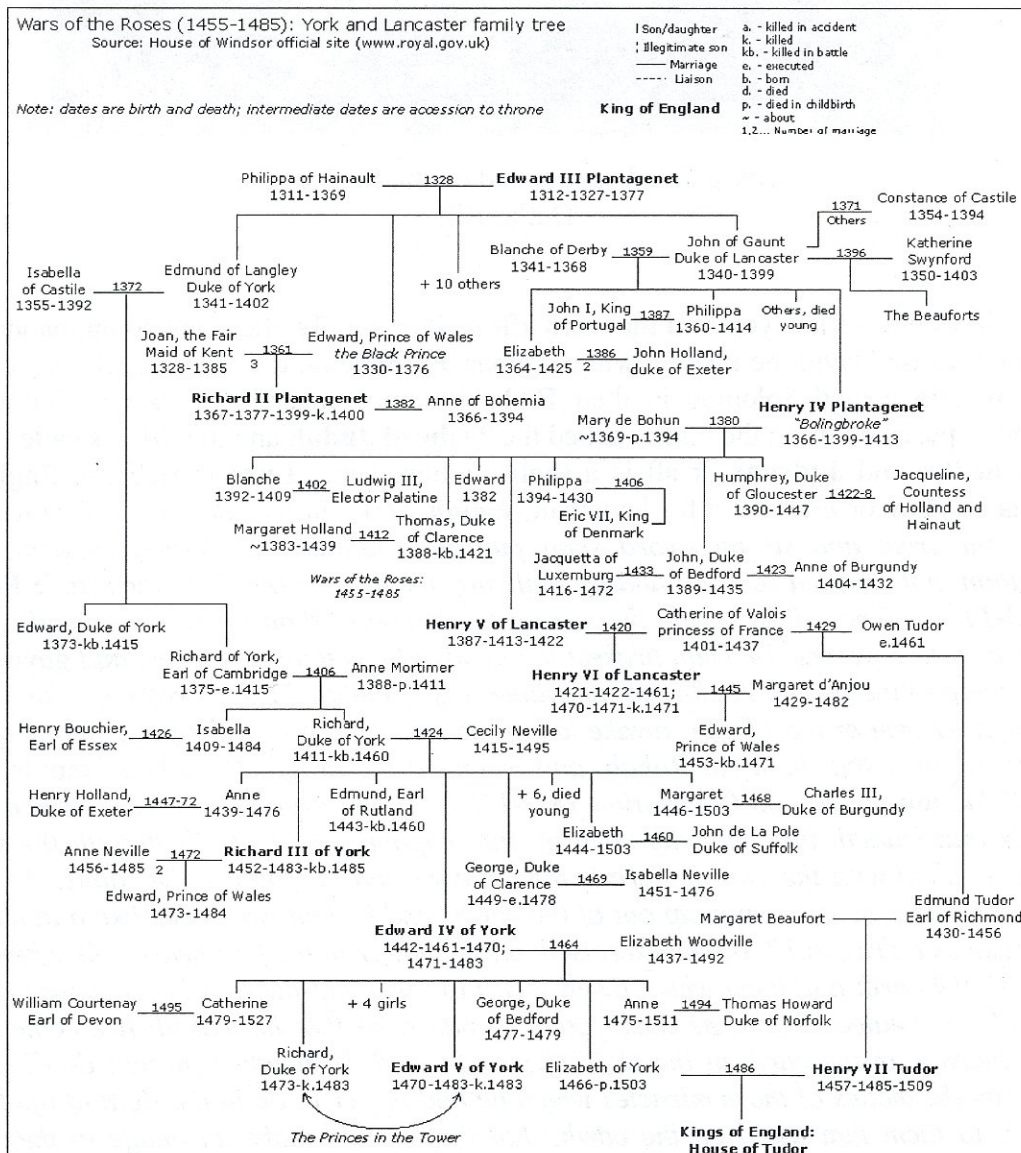 Wars of the Roses (1455-1485): York and Lancaster family tree
Source: House of Windsor official site (www.royal.gov.uk)
Note: dates are birth and death; intermediate dates are accession to throne
Son/daughter
Illegitimate son
Marriage
Liaison
King of England
a. - killed in accident
k. - killed
kb. - killed in battle
e. - executed
b. - born
d. - died
p. - died in childbirth
~ - about
1,2... Number of marriage
Philippa of Hainault
1311-1369
1328
Edward III Plantagenet
1312-1327-1377
1371
Others
Constance of Castile
1354-1394
Isabella
of Castile
1355-1392
1372
Edmund of Langley
Duke of York
1341-1402
+ 10 others
Blanche of Derby
1341-1368
1359
John of Gaunt
Duke of Lancaster
1340-1399
1396
Katherine
Swynford
1350-1403
The Beauforts
Joan, the Fair
Maid of Kent
1328-1385
1361
3
Edward, Prince of Wales
the Black Prince
1330-1376
John I, King
of Portugal
1387
Philippa
1360-1414
Others, died
young
Elizabeth
1364-1425
1386
2
John Holland,
duke of Exeter
Richard II Plantagenet
1367-1377-1399-k.1400
1382
Anne of Bohemia
1366-1394
Mary de Bohun
~1369-p.1394
1380
Henry IV Plantagenet
"Bolingbroke"
1366-1399-1413
Blanche
1392-1409
1402
Ludwig III,
Elector Palatine
Edward
1382
Philippa
1394-1430
1406
Eric VII, King
of Denmark
Humphrey, Duke
of Gloucester
1390-1447
1422-8
Jacqueline,
Countess
of Holland and
Hainaut
Margaret Holland
~1383-1439
1412
Thomas, Duke
of Clarence
1388-kb.1421
Wars of the Roses:
1455-1485
Jacquetta of
Luxemburg
1416-1472
1433
John, Duke
of Bedford
1389-1435
1423
Anne of Burgundy
1404-1432
Edward, Duke of York
1373-kb.1415
Henry V of Lancaster
1387-1413-1422
1420
Catherine of Valois
princess of France
1401-1437
1429
Owen Tudor
e.1461
Richard of York,
Earl of Cambridge
1375-e.1415
1406
Anne Mortimer
1388-p.1411
Henry VI of Lancaster
1421-1422-1461;
1470-1471-k.1471
1445
Margaret d'Anjou
1429-1482
Henry Bouchier,
Earl of Essex
1426
Isabella
1409-1484
Richard,
Duke of York
1411-kb.1460
1424
Cecily Neville
1415-1495
Edward,
Prince of Wales
1453-kb.1471
Henry Holland,
Duke of Exeter
1447-72
Anne
1439-1476
Edmund, Earl
of Rutland
1443-kb.1460
+ 6, died
young
Margaret
1446-1503
1468
Charles III,
Duke of Burgundy
Elizabeth
1444-1503
1460
John de La Pole
Duke of Suffolk
Anne Neville
1456-1485
1472
2
Richard III of York
1452-1483-kb.1485
Edward, Prince of Wales
1473-1484
George, Duke
of Clarence
1449-e.1478
1469
Isabella Neville
1451-1476
Edward IV of York
1442-1461-1470;
1471-1483
1464
Elizabeth Woodville
1437-1492
Margaret Beaufort
Edmund Tudor
Earl of Richmond
1430-1456
William Courtenay
Earl of Devon
1495
Catherine
1479-1527
+ 4 girls
George, Duke
of Bedford
1477-1479
Anne
1475-1511
1494
Thomas Howard
Duke of Norfolk
Richard,
Duke of York
1473-k.1483
Edward V of York
1470-1483-k.1483
Elizabeth of York
1466-p.1503
1486
Henry VII Tudor
1457-1485-1509
The Princes in the Tower
Kings of England:
House of Tudor